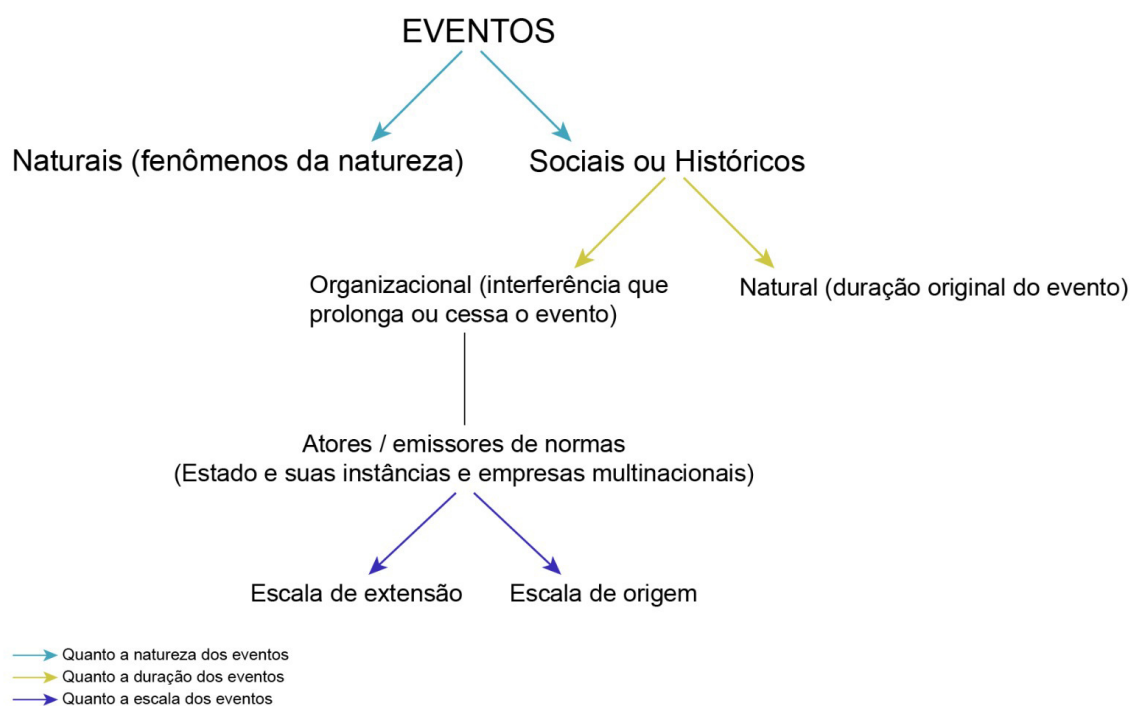 EVENTOS
Naturais (fenômenos da natureza)
Sociais ou Históricos
Organizacional (interferência que
prolonga ou cessa o evento)
Natural (duração original do evento)
Atores / emissores de normas
(Estado e suas instâncias e empresas multinacionais)
Escala de extensão
Escala de origem
Quanto a natureza dos eventos
Quanto a duração dos eventos
Quanto a escala dos eventos